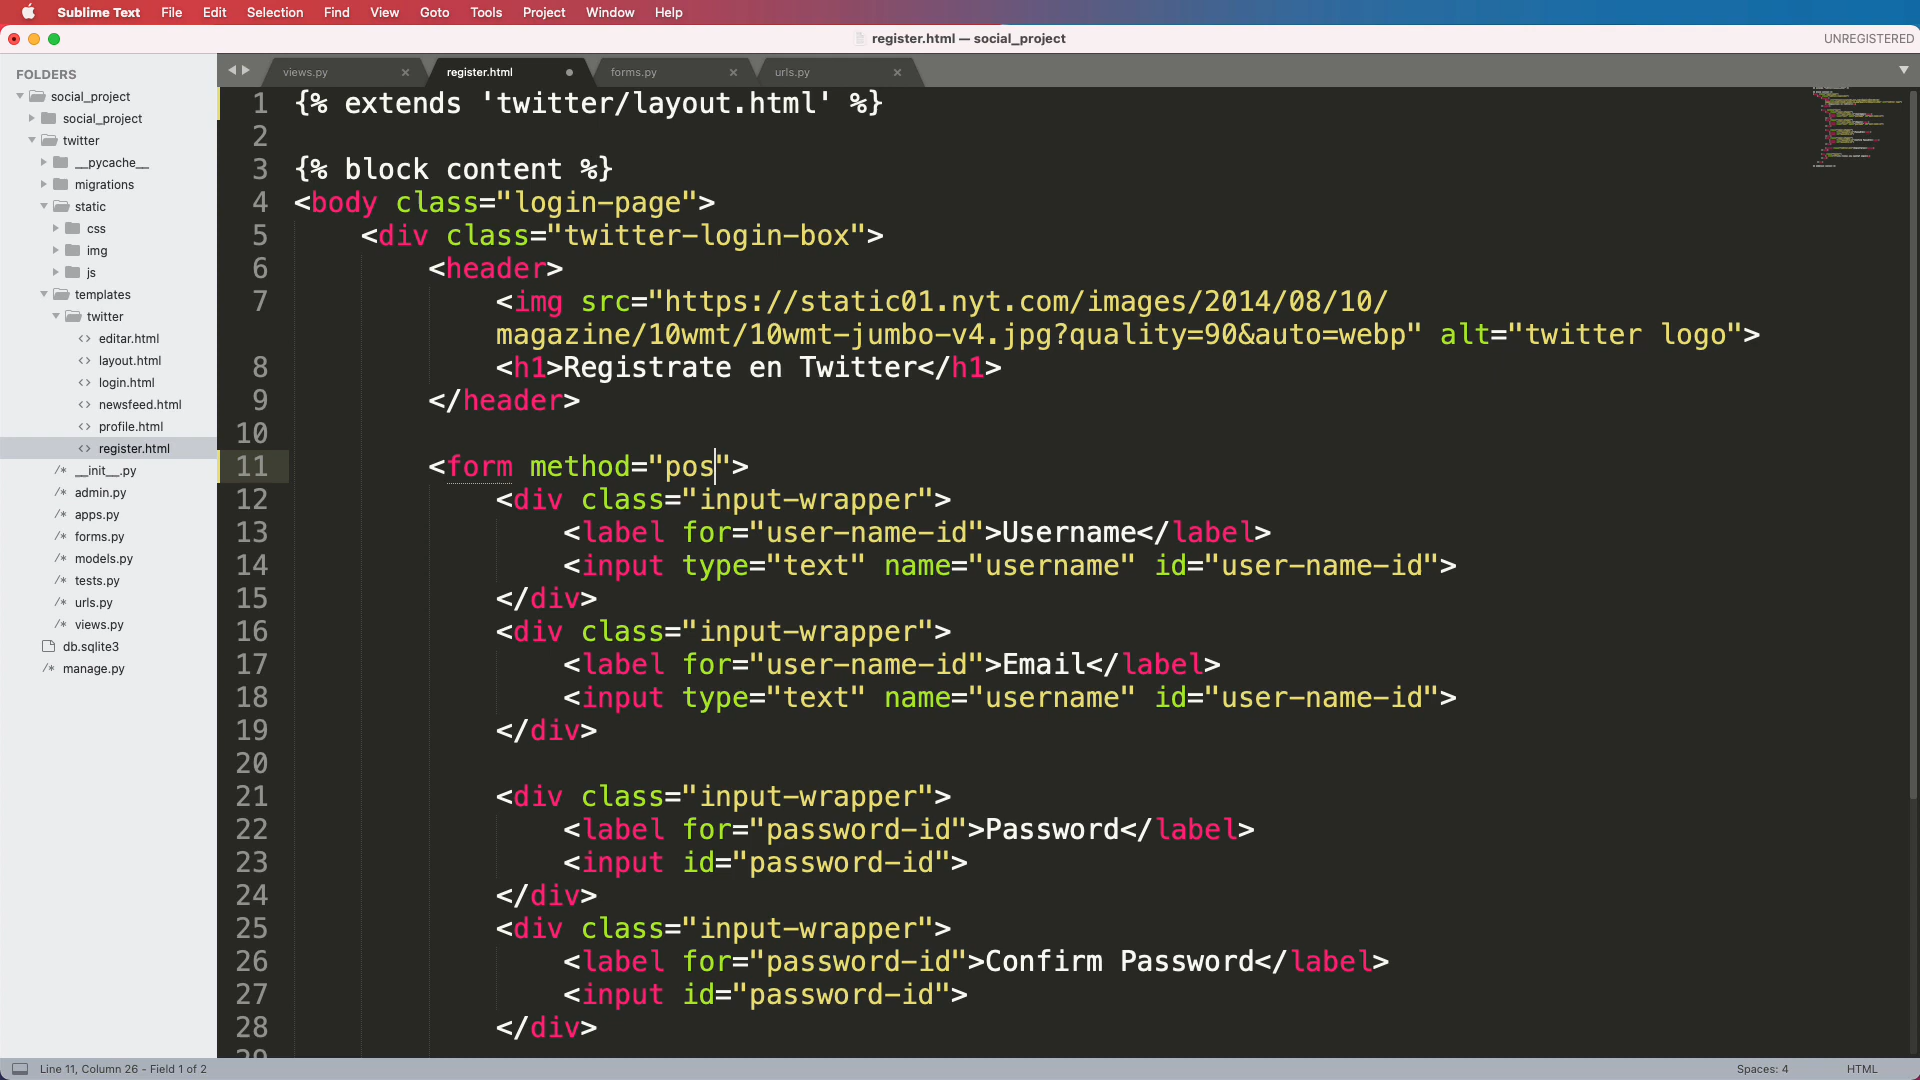 Sublime Text File Edit Selection Find View Goto Tools Project Window Help
register.html — social_project
UNREGISTERED
FOLDERS
social_project
social_project
twitter
__pycache__
migrations
static
css
img
js
templates
twitter
editar.html
layout.html
login.html
newsfeed.html
profile.html
register.html
__init__.py
admin.py
apps.py
forms.py
models.py
tests.py
urls.py
views.py
db.sqlite3
manage.py
views.py register.html forms.py urls.py
1 {% extends 'twitter/layout.html' %}
2
3 {% block content %}
4 <body class="login-page">
5 <div class="twitter-login-box">
6 <header>
7 <img src="https://static01.nyt.com/images/2014/08/10/
magazine/10wmt/10wmt-jumbo-v4.jpg?quality=90&auto=webp" alt="twitter logo">
8 <h1>Registrate en Twitter</h1>
9 </header>
10
11 <form method="pos">
12 <div class="input-wrapper">
13 <label for="user-name-id">Username</label>
14 <input type="text" name="username" id="user-name-id">
15 </div>
16 <div class="input-wrapper">
17 <label for="user-name-id">Email</label>
18 <input type="text" name="username" id="user-name-id">
19 </div>
20
21 <div class="input-wrapper">
22 <label for="password-id">Password</label>
23 <input id="password-id">
24 </div>
25 <div class="input-wrapper">
26 <label for="password-id">Confirm Password</label>
27 <input id="password-id">
28 </div>
Line 11, Column 26 - Field 1 of 2
Spaces: 4
HTML